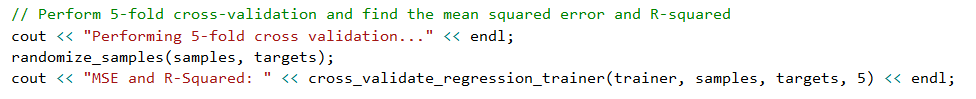 // Perform 5-fold cross-validation and find the mean squared error and R-squared
cout << "Performing 5-fold cross validation..." << endl;
randomize_samples(samples, targets);
cout << "MSE and R-Squared: " << cross_validate_regression_trainer(trainer, samples, targets, 5) << endl;